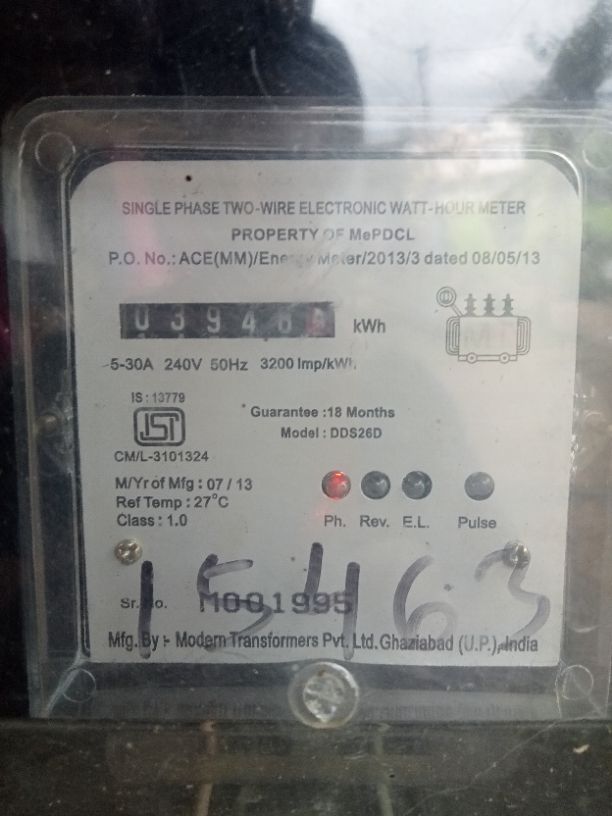 SINGLE PHASE TWO-WIRE ELECTRONIC WATT-HOUR METER
PROPERTY OF MePDCL
P.O. No.: ACE(MM)/Energy Meter/2013/3 dated 08/05/13
03946
kWh
5-30A 240V 50Hz 3200 Imp/kWh
IS : 13779
CM/L-3101324
Guarantee :18 Months
Model : DDS26D
M/Yr of Mfg : 07 / 13
Ref Temp : 27°C
Class : 1.0
Ph. Rev. E.L. Pulse
15463
Sr. No. M001995
Mfg. By :- Modern Transformers Pvt. Ltd. Ghaziabad (U.P.), India